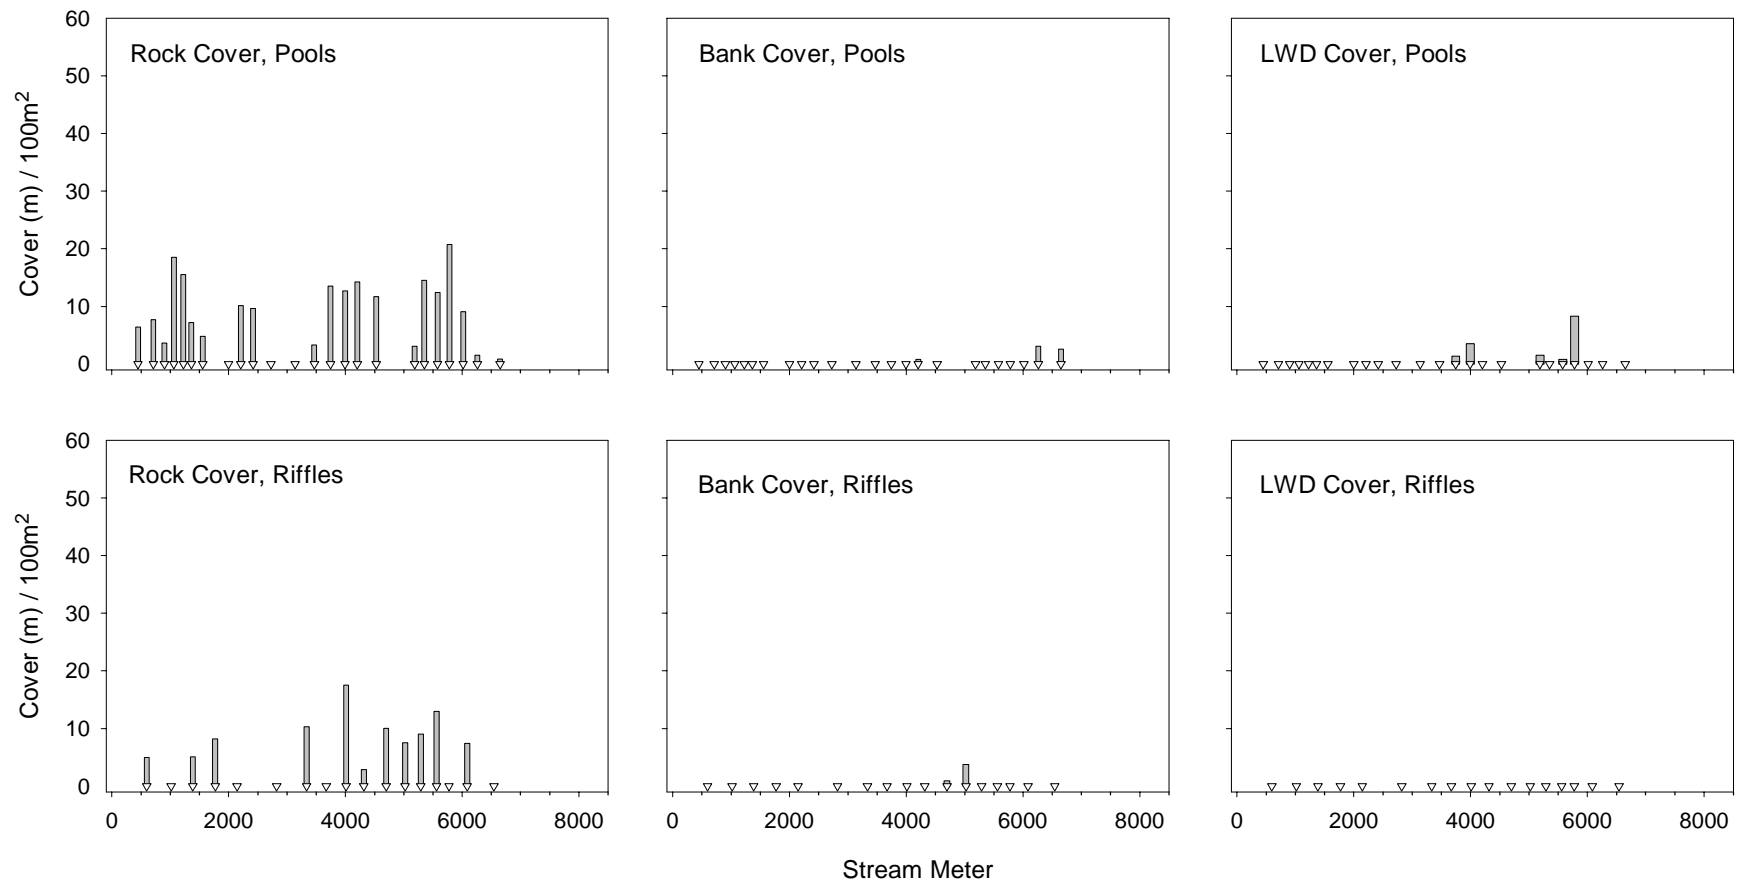 60
50
40
30
20
10
0
Cover (m) / 100m²
Rock Cover, Pools
Bank Cover, Pools
LWD Cover, Pools
60
50
40
30
20
10
0
Cover (m) / 100m²
Rock Cover, Riffles
Bank Cover, Riffles
LWD Cover, Riffles
0 2000 4000 6000 8000
0 2000 4000 6000 8000
0 2000 4000 6000 8000
Stream Meter